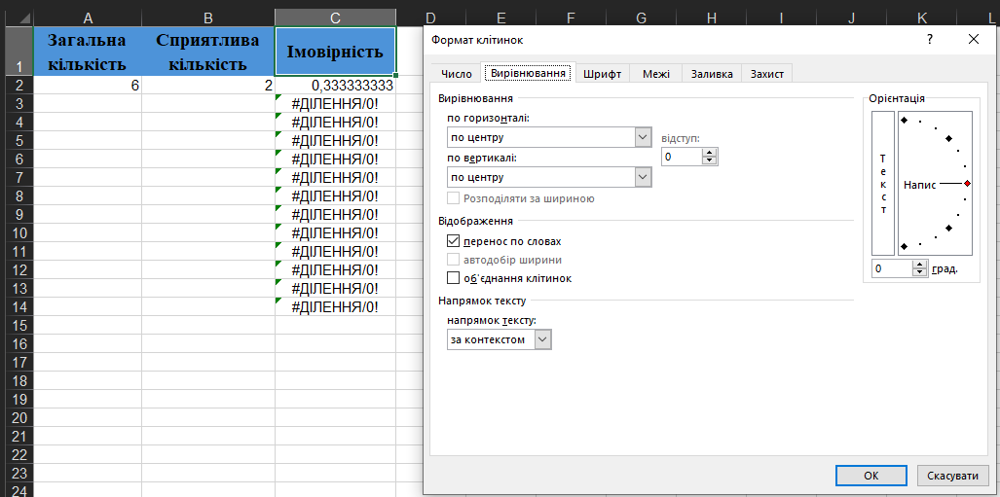 A B C D E F G H I J K L
1 Загальна кількість Сприятлива кількість Імовірність
2 6 2 0,333333333
3 #ДІЛЕННЯ/0!
4 #ДІЛЕННЯ/0!
5 #ДІЛЕННЯ/0!
6 #ДІЛЕННЯ/0!
7 #ДІЛЕННЯ/0!
8 #ДІЛЕННЯ/0!
9 #ДІЛЕННЯ/0!
10 #ДІЛЕННЯ/0!
11 #ДІЛЕННЯ/0!
12 #ДІЛЕННЯ/0!
13 #ДІЛЕННЯ/0!
14 #ДІЛЕННЯ/0!
15
16
17
18
19
20
21
22
23
24
Формат клітинок ?
Число Вирівнювання Шрифт Межі Заливка Захист
Вирівнювання
по горизонталі:
по центру
відступ:
0
по вертикалі:
по центру
Розподіляти за шириною
Відображення
перенос по словах
автодобір ширини
об'єднання клітинок
Напрямок тексту
напрямок тексту:
за контекстом
Орієнтація
Текст
Напис
0 град.
ОК Скасувати